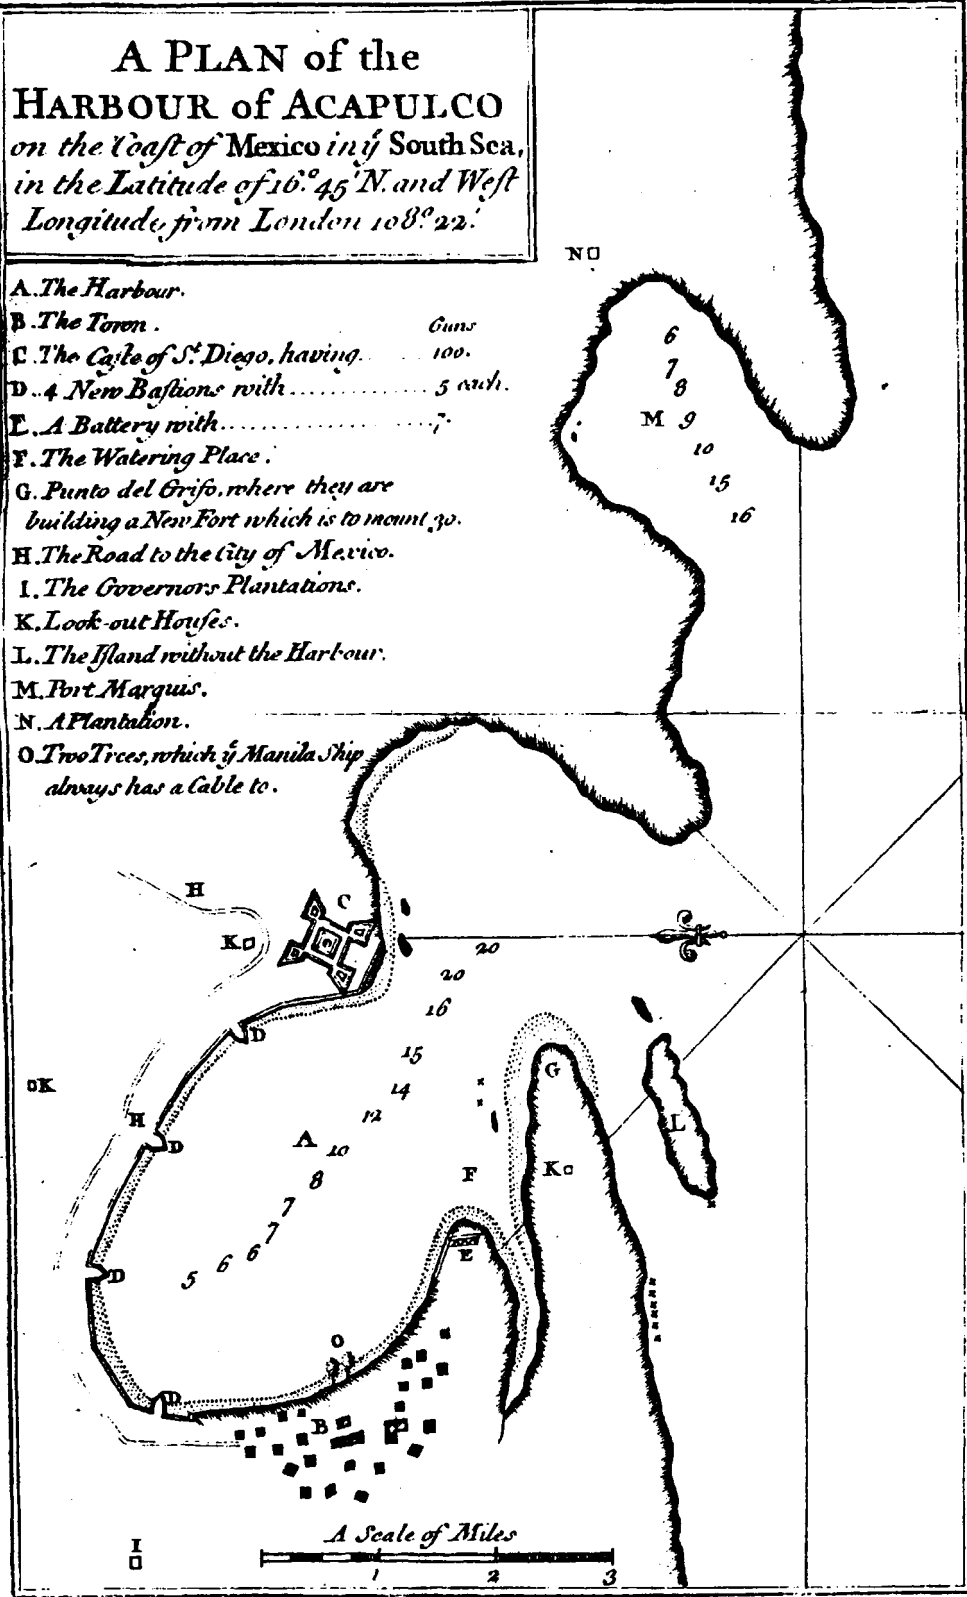 A PLAN of the
HARBOUR of ACAPULCO
on the Coaſt of Mexico in yͤ South Sea,
in the Latitude of 16.° 45' N. and Weſt
Longitude from London 108.° 22.'
A. The Harbour.
B. The Town.
Guns
C. The Caſtle of S.ᵗ Diego, having. . . . 100.
D. . 4 New Baſtions with . . . . . . . . . . . . . 5 each.
E. A Battery with . . . . . . . . . . . . . . . . . . . 7.
F. The Watering Place.
G. Punto del Grifo, where they are
building a New Fort which is to mount 30.
H. The Road to the City of Mexico.
I. The Governors Plantations.
K. Look-out Houſes.
L. The Iſland without the Harbour.
M. Port Marquis.
N. A Plantation.
O. Two Trees, which yͤ Manila Ship
always has a Cable to.
N
6
7
8
M 9
10
15
16
H
C
K
20
20
16
D
15
G
K
14
H
12
L
D
A 10
F
K
8
7
7
E
6
6
D
5
O
D
B
A Scale of Miles
I
1 2 3